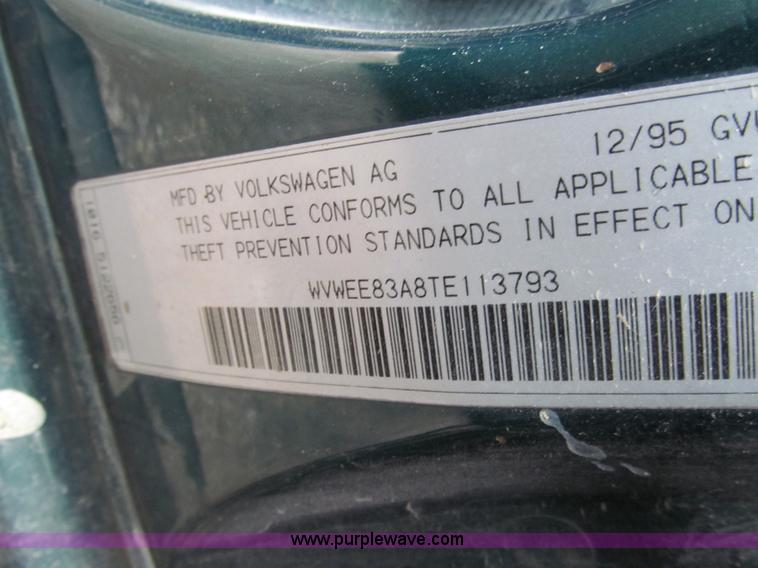 12/95 GV
MFD BY VOLKSWAGEN AG
THIS VEHICLE CONFORMS TO ALL APPLICABLE
THEFT PREVENTION STANDARDS IN EFFECT ON
WVWEE83A8TE113793
www.purplewave.com